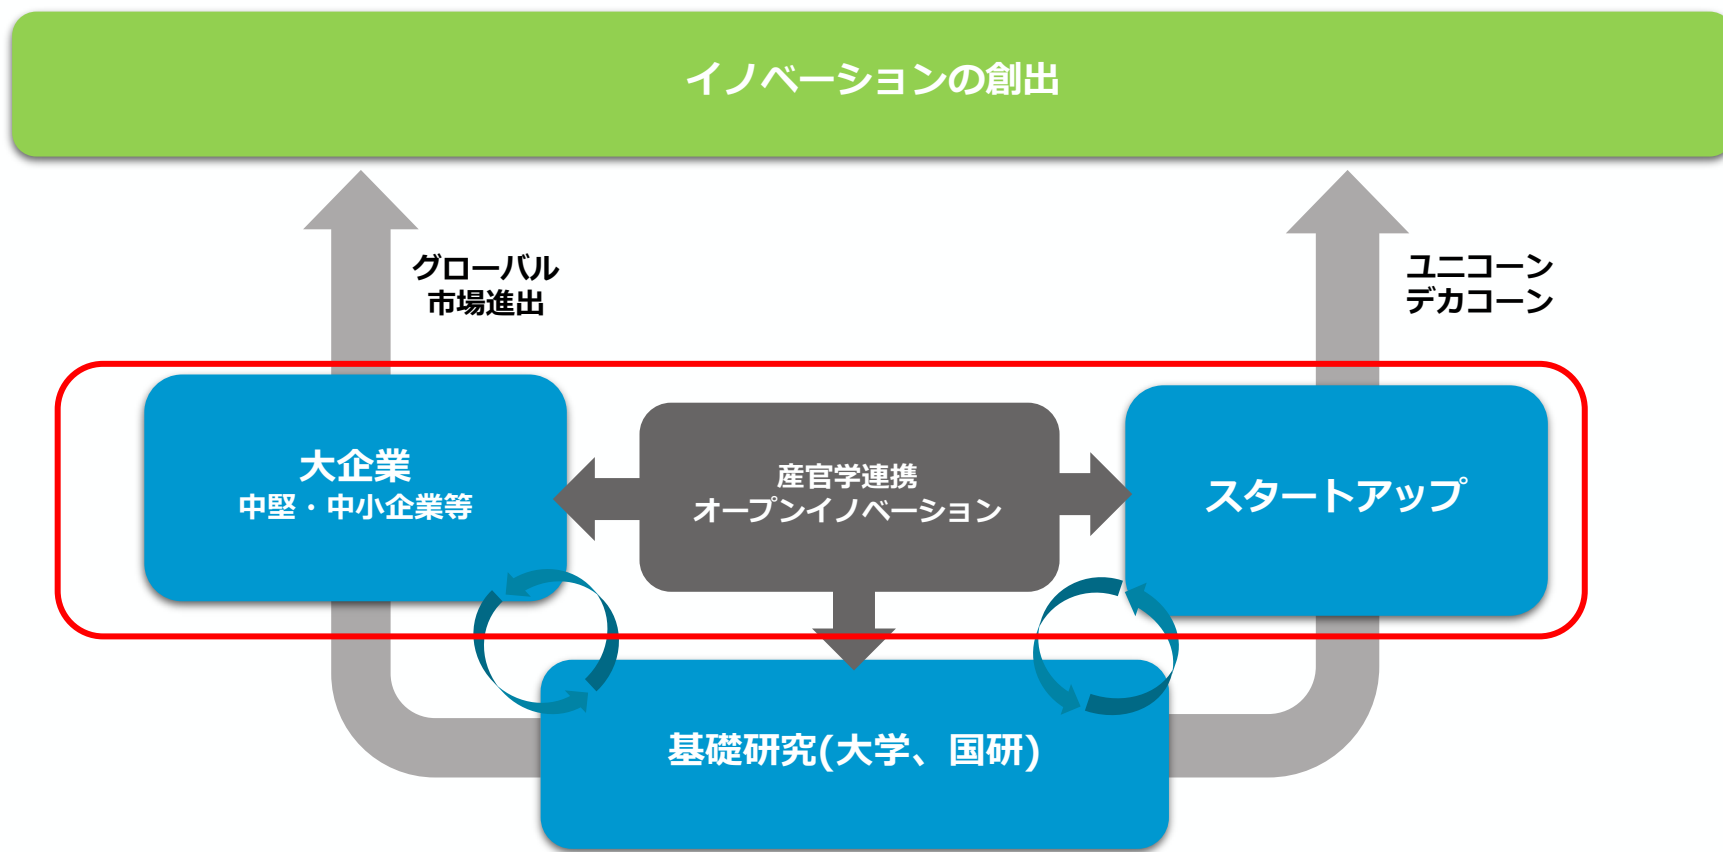 イノベーションの創出
グローバル
市場進出
ユニコーン
デカコーン
大企業
中堅・中小企業等
産官学連携
オープンイノベーション
スタートアップ
基礎研究(大学、国研)